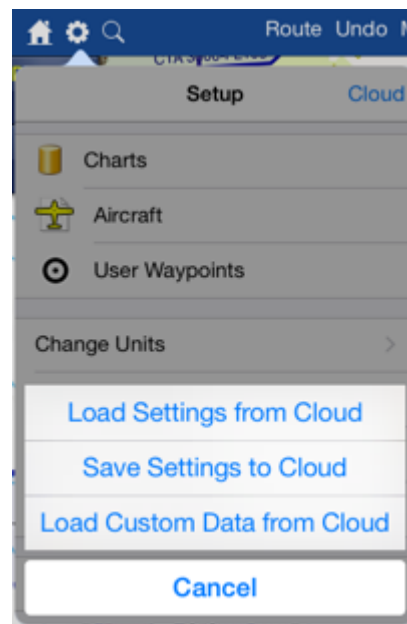 Route Undo
Setup Cloud
Charts
Aircraft
User Waypoints
Change Units
Load Settings from Cloud
Save Settings to Cloud
Load Custom Data from Cloud
Cancel